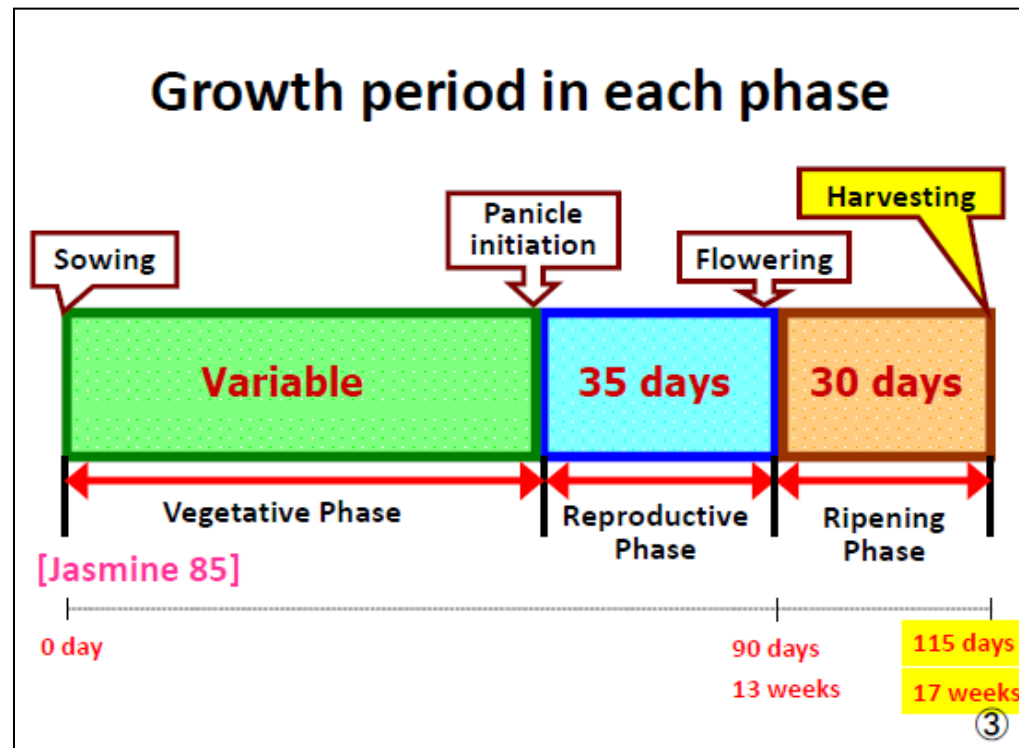 Growth period in each phase
Harvesting
Panicle
initiation
Sowing
Flowering
Variable
35 days
30 days
Vegetative Phase
Reproductive
Phase
Ripening
Phase
[Jasmine 85]
0 day
90 days
115 days
13 weeks
17 weeks
③